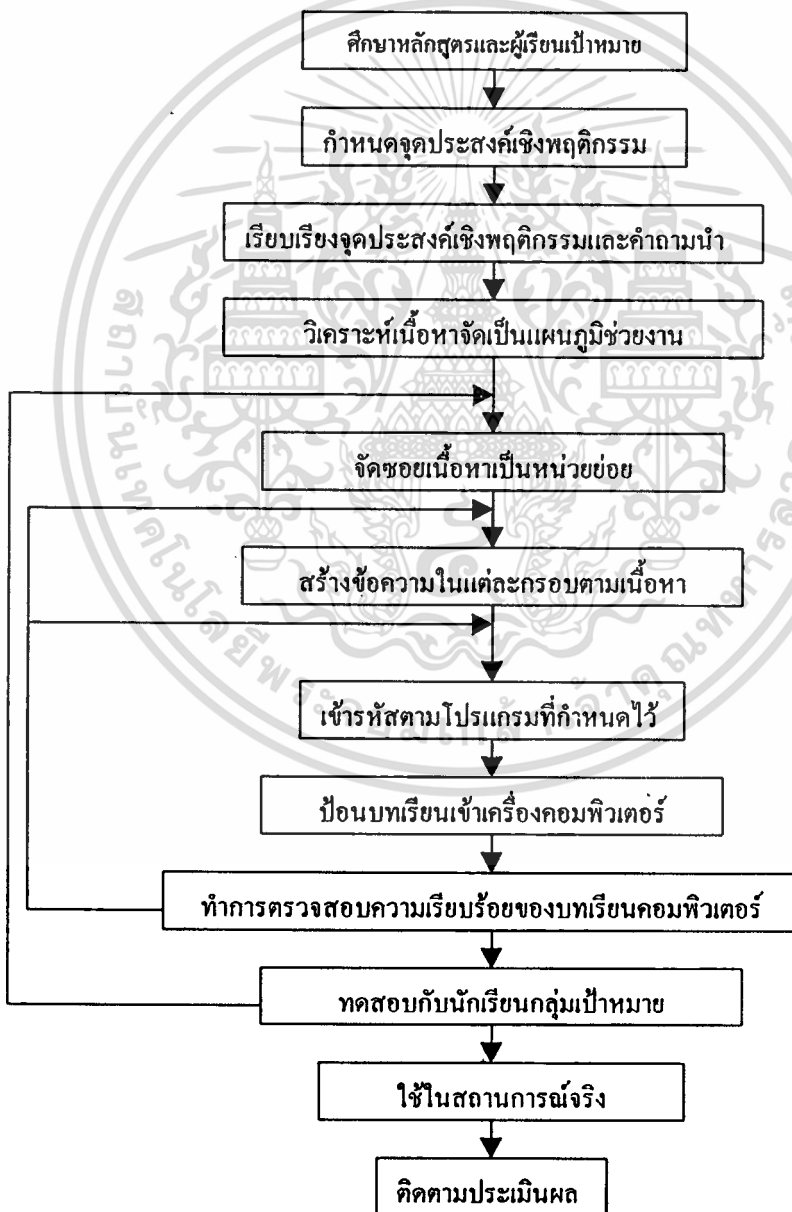 ศึกษาหลักสูตรและผู้เรียนเป้าหมาย
กำหนดจุดประสงค์เชิงพฤติกรรม
เรียบเรียงจุดประสงค์เชิงพฤติกรรมและคำถามนำ
วิเคราะห์เนื้อหาจัดเป็นแผนภูมิช่วยงาน
จัดซอยเนื้อหาเป็นหน่วยย่อย
สร้างข้อความในแต่ละกรอบตามเนื้อหา
เข้ารหัสตามโปรแกรมที่กำหนดไว้
ป้อนบทเรียนเข้าเครื่องคอมพิวเตอร์
ทำการตรวจสอบความเรียบร้อยของบทเรียนคอมพิวเตอร์
ทดสอบกับนักเรียนกลุ่มเป้าหมาย
ใช้ในสถานการณ์จริง
ติดตามประเมินผล